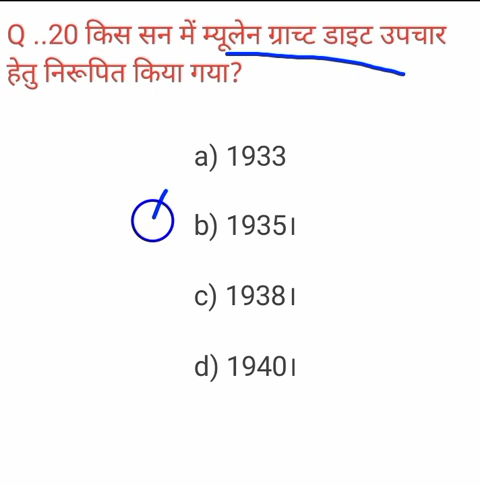 Q ..20 किस सन में म्यूलेन ग्राच्ट डाइट उपचार
हेतु निरूपित किया गया?
a) 1933
b) 1935।
c) 1938।
d) 1940।